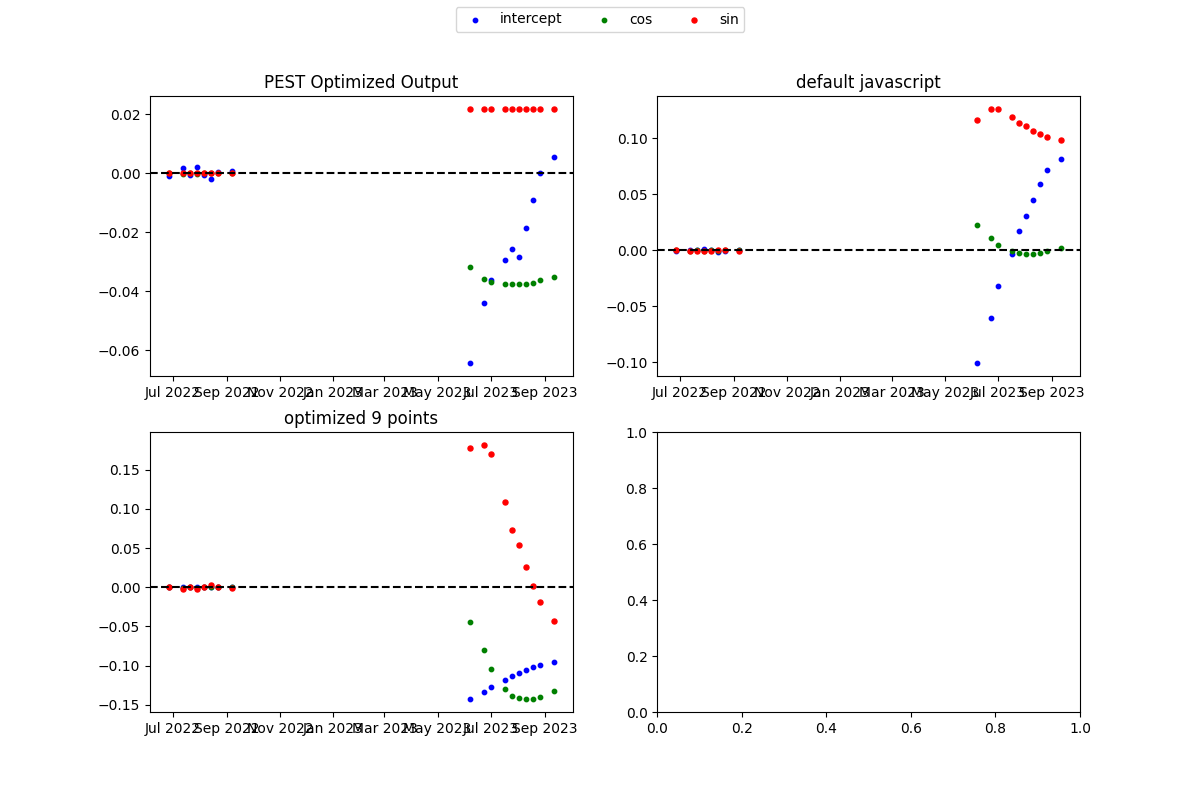 intercept cos sin
PEST Optimized Output
0.02
0.00
−0.02
−0.04
−0.06
Jul 2022 Sep 2022 Nov 2022 Jan 2023 Mar 2023 May 2023 Jul 2023 Sep 2023
default javascript
0.10
0.05
0.00
−0.05
−0.10
Jul 2022 Sep 2022 Nov 2022 Jan 2023 Mar 2023 May 2023 Jul 2023 Sep 2023
optimized 9 points
0.15
0.10
0.05
0.00
−0.05
−0.10
−0.15
Jul 2022 Sep 2022 Nov 2022 Jan 2023 Mar 2023 May 2023 Jul 2023 Sep 2023
1.0
0.8
0.6
0.4
0.2
0.0
0.0 0.2 0.4 0.6 0.8 1.0